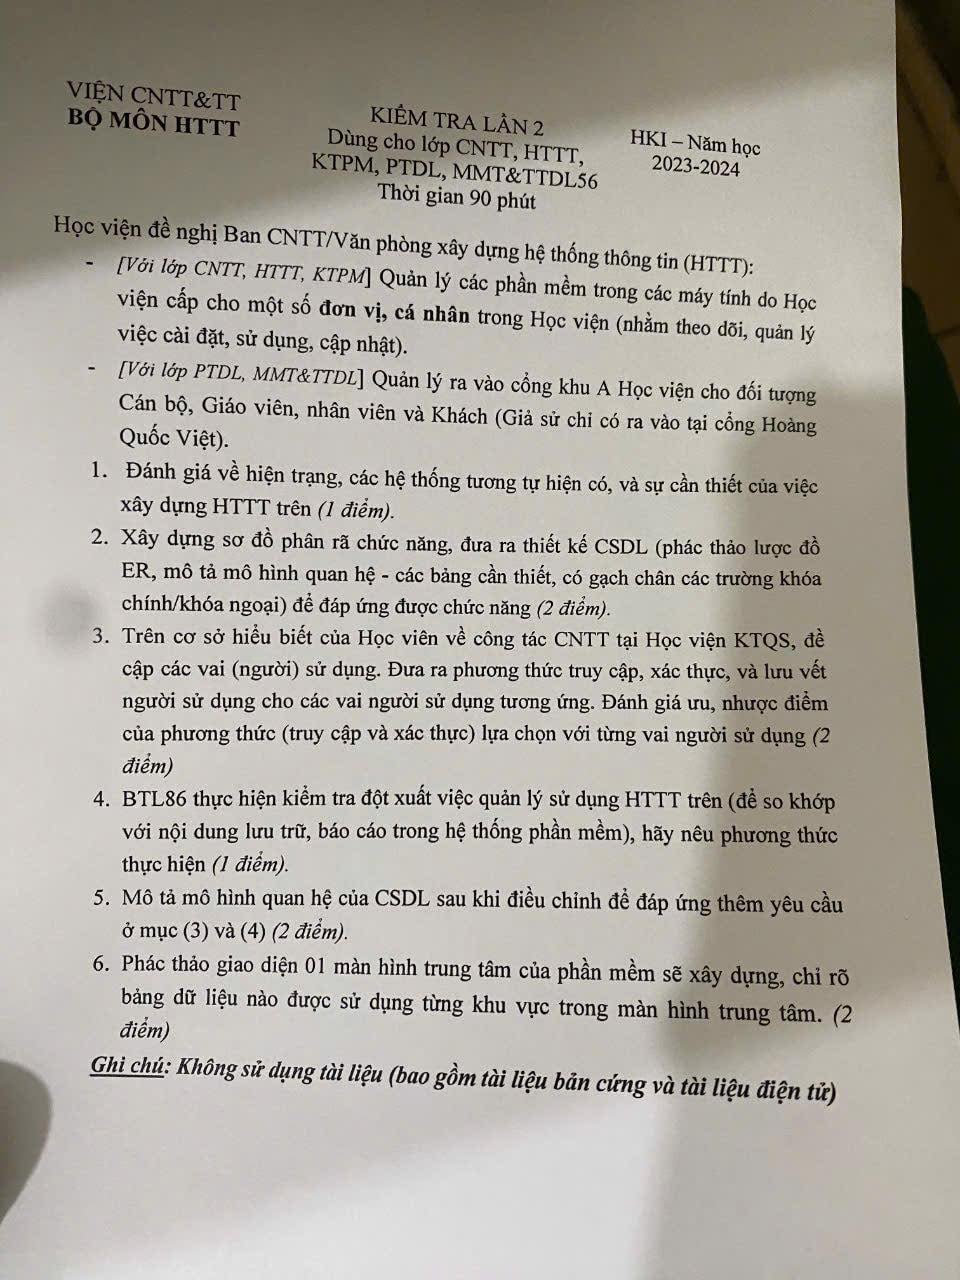 VIỆN CNTT&TT
BỘ MÔN HTTT
KIỂM TRA LẦN 2
Dùng cho lớp CNTT, HTTT,
KTPM, PTDL, MMT&TTDL56
Thời gian 90 phút
HKI – Năm học
2023-2024
Học viện đề nghị Ban CNTT/Văn phòng xây dựng hệ thống thông tin (HTTT):
- [Với lớp CNTT, HTTT, KTPM] Quản lý các phần mềm trong các máy tính do Học
viện cấp cho một số đơn vị, cá nhân trong Học viện (nhằm theo dõi, quản lý
việc cài đặt, sử dụng, cập nhật).
- [Với lớp PTDL, MMT&TTDL] Quản lý ra vào cổng khu A Học viện cho đối tượng
Cán bộ, Giáo viên, nhân viên và Khách (Giả sử chỉ có ra vào tại cổng Hoàng
Quốc Việt).
1. Đánh giá về hiện trạng, các hệ thống tương tự hiện có, và sự cần thiết của việc
xây dựng HTTT trên (1 điểm).
2. Xây dựng sơ đồ phân rã chức năng, đưa ra thiết kế CSDL (phác thảo lược đồ
ER, mô tả mô hình quan hệ - các bảng cần thiết, có gạch chân các trường khóa
chính/khóa ngoại) để đáp ứng được chức năng (2 điểm).
3. Trên cơ sở hiểu biết của Học viên về công tác CNTT tại Học viện KTQS, đề
cập các vai (người) sử dụng. Đưa ra phương thức truy cập, xác thực, và lưu vết
người sử dụng cho các vai người sử dụng tương ứng. Đánh giá ưu, nhược điểm
của phương thức (truy cập và xác thực) lựa chọn với từng vai người sử dụng (2
điểm)
4. BTL86 thực hiện kiểm tra đột xuất việc quản lý sử dụng HTTT trên (để so khớp
với nội dung lưu trữ, báo cáo trong hệ thống phần mềm), hãy nêu phương thức
thực hiện (1 điểm).
5. Mô tả mô hình quan hệ của CSDL sau khi điều chỉnh để đáp ứng thêm yêu cầu
ở mục (3) và (4) (2 điểm).
6. Phác thảo giao diện 01 màn hình trung tâm của phần mềm sẽ xây dựng, chỉ rõ
bảng dữ liệu nào được sử dụng từng khu vực trong màn hình trung tâm. (2
điểm)
Ghi chú: Không sử dụng tài liệu (bao gồm tài liệu bản cứng và tài liệu điện tử)